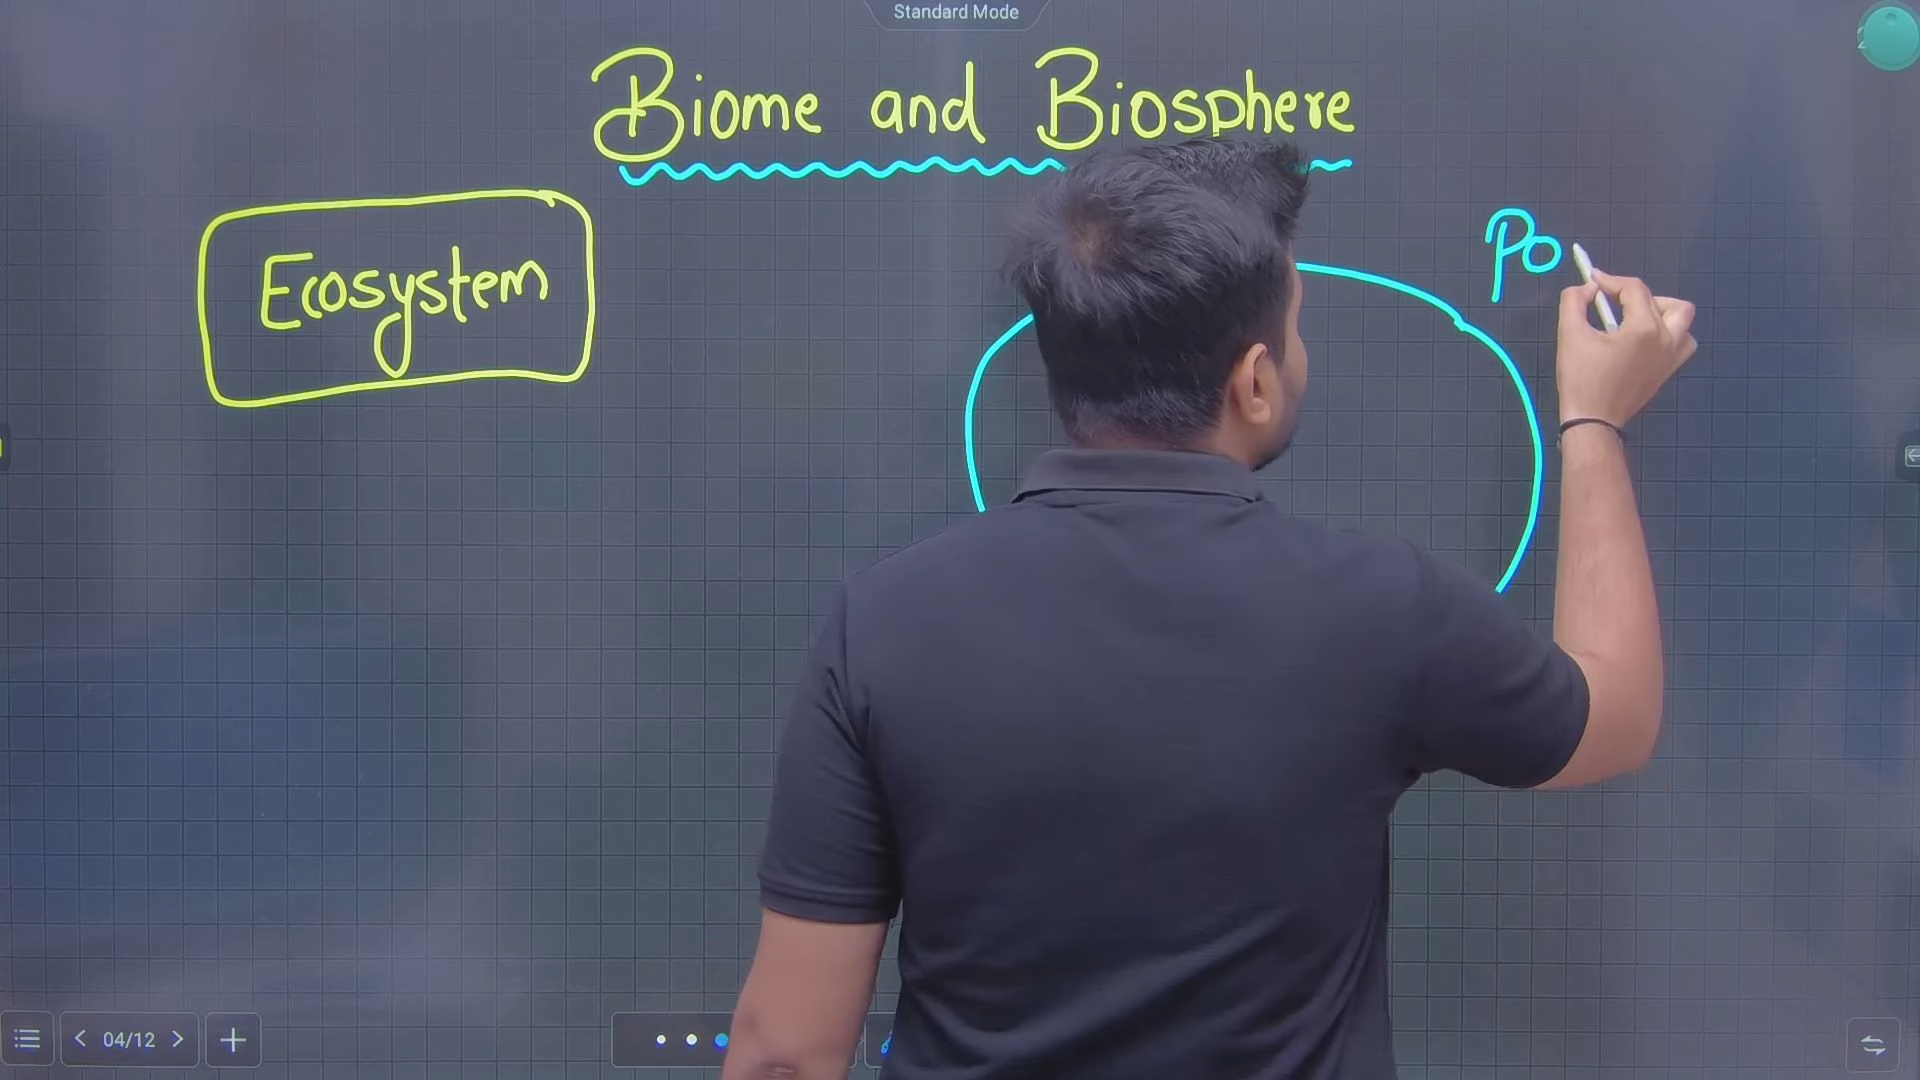 Standard Mode
Biome and Biosphere
Ecosystem
Po
04/12